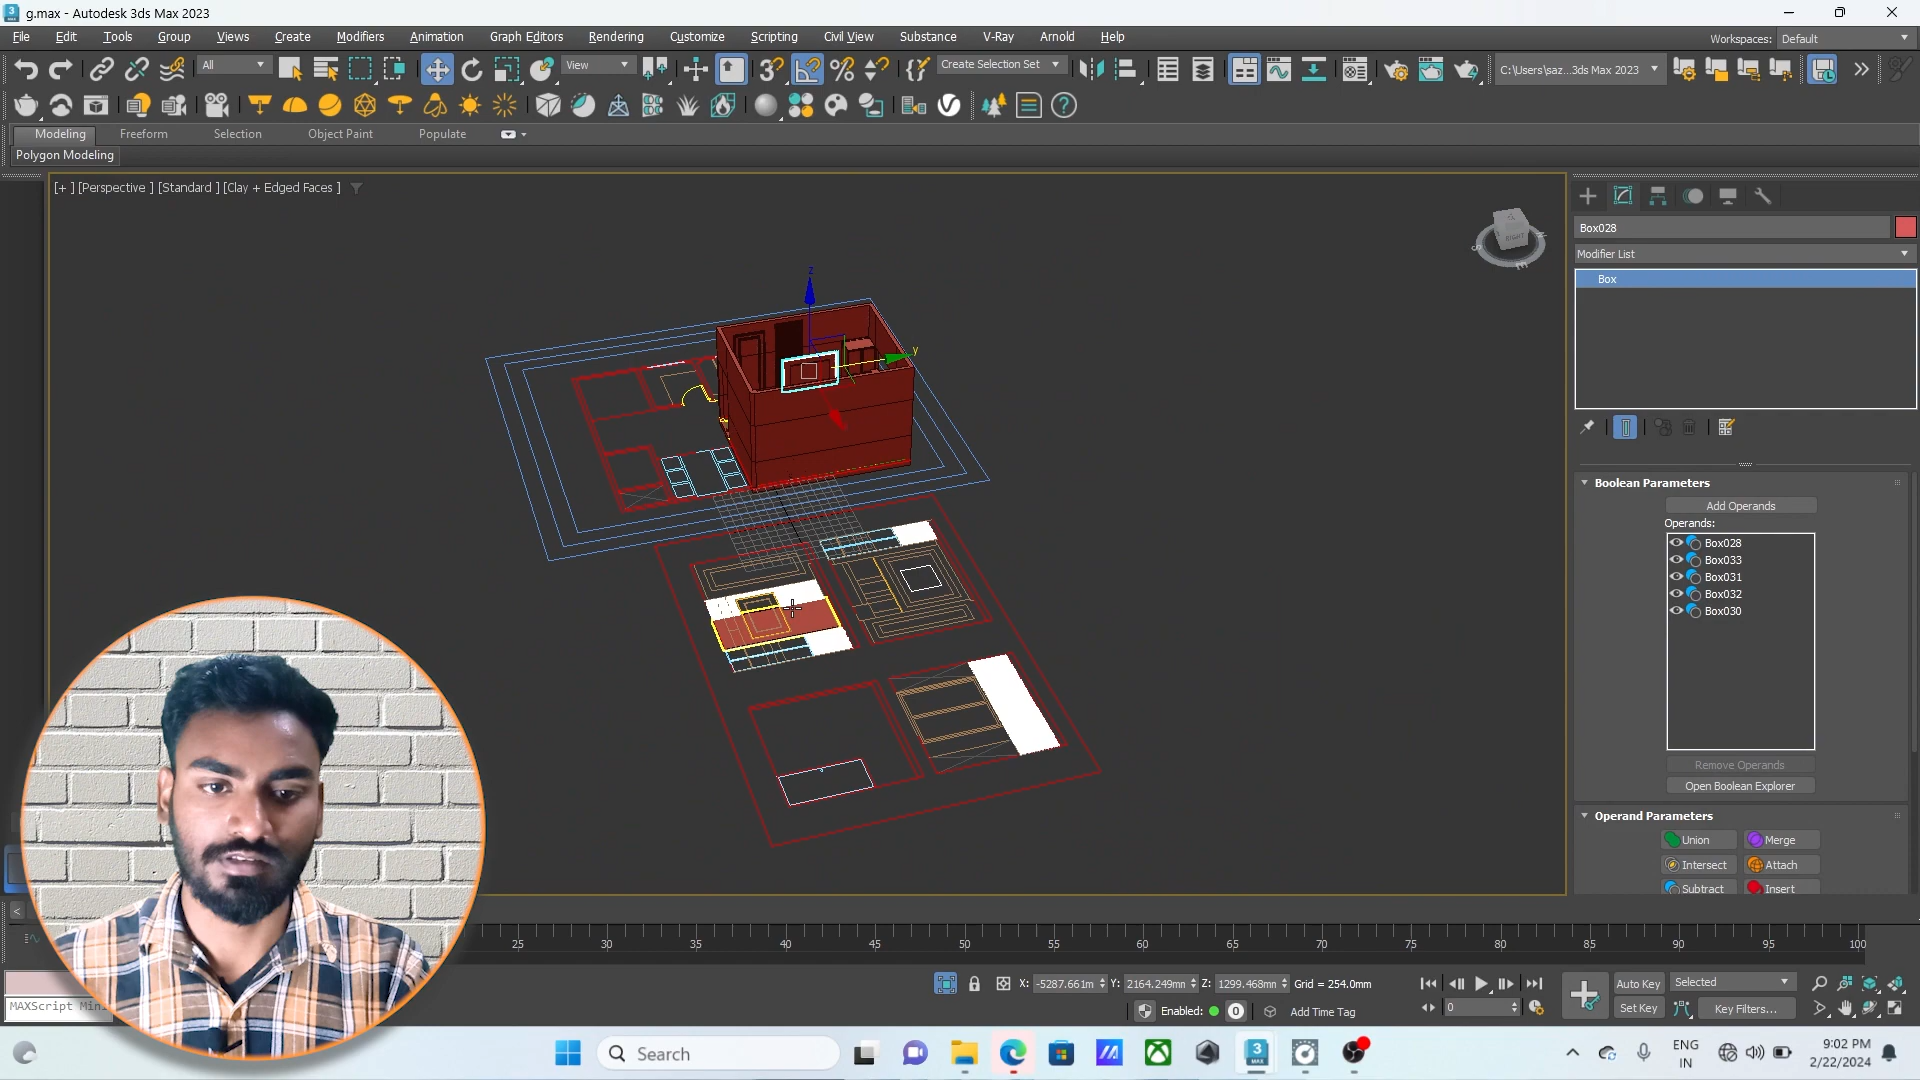 g.max - Autodesk 3ds Max 2023
File Edit Tools Group Views Create Modifiers Animation Graph Editors Rendering Customize Scripting Civil View Substance V-Ray Arnold Help
Workspaces: Default
All View Create Selection Set C:\Users\saz...3ds Max 2023
Modeling Freeform Selection Object Paint Populate
Polygon Modeling
[+ ] [Perspective ] [Standard ] [Clay + Edged Faces ]
z
y
RIGHT
S
E
Box028
Modifier List
Box
Boolean Parameters
Add Operands
Operands:
Box028
Box033
Box031
Box032
Box030
Remove Operands
Open Boolean Explorer
Operand Parameters
Union Merge
Intersect Attach
Subtract Insert
25 30 35 40 45 50 55 60 65 70 75 80 85 90 95 100
X: -5287.661m Y: 2164.249mn Z: 1299.468mn Grid = 254.0mm
Auto Key Selected
MAXScript Mini
Enabled: 0 Add Time Tag
0
Set Key Key Filters...
Search
ENG
IN
9:02 PM
2/22/2024